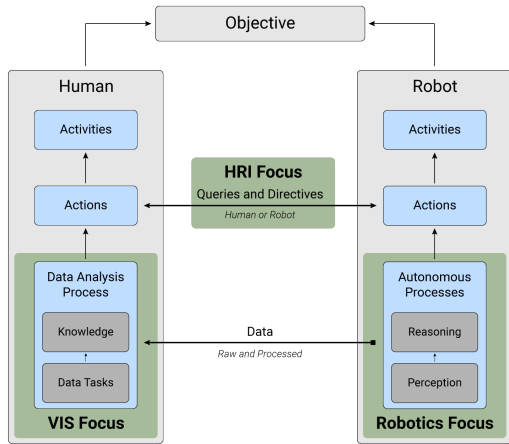 Objective
Human
Robot
Activities
Activities
HRI Focus
Queries and Directives
Human or Robot
Actions
Actions
Data Analysis
Process
Knowledge
Data Tasks
VIS Focus
Data
Raw and Processed
Autonomous
Processes
Reasoning
Perception
Robotics Focus